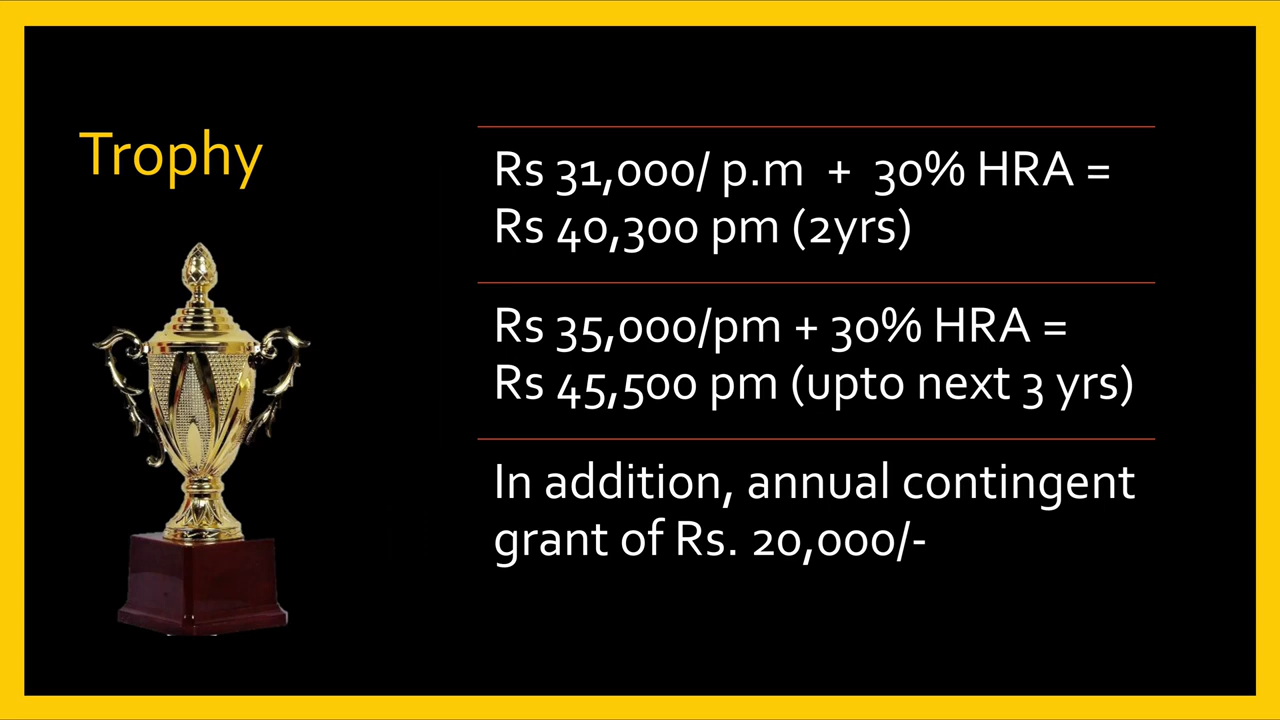 Trophy
Rs 31,000/ p.m + 30% HRA =
Rs 40,300 pm (2yrs)
Rs 35,000/pm + 30% HRA =
Rs 45,500 pm (upto next 3 yrs)
In addition, annual contingent
grant of Rs. 20,000/-